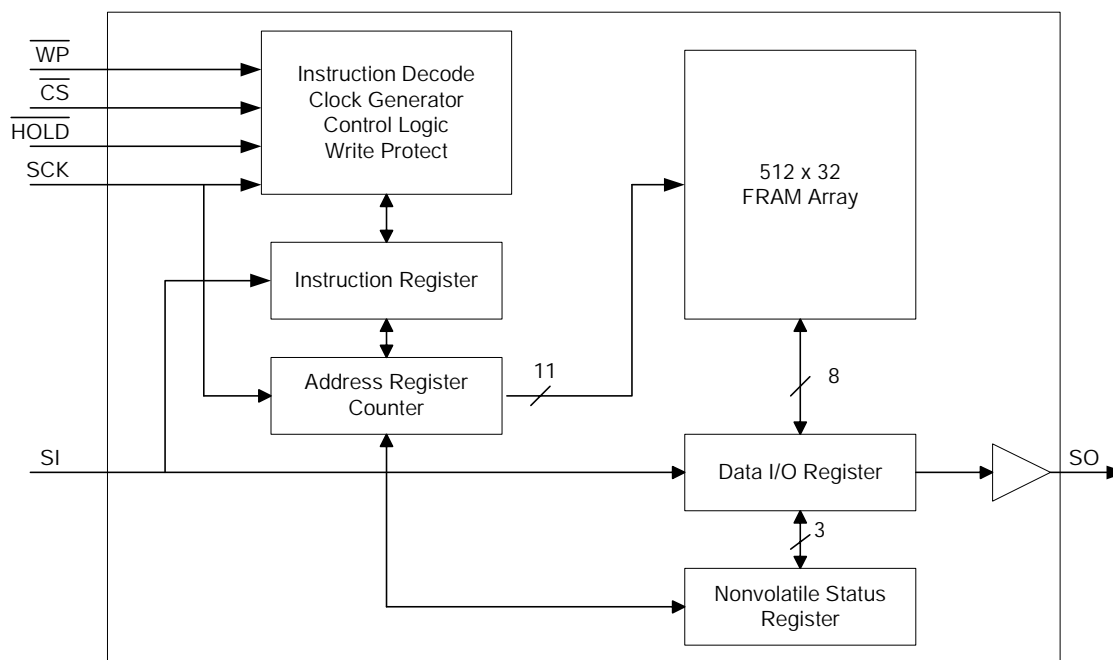 WP
CS
HOLD
SCK
Instruction Decode
Clock Generator
Control Logic
Write Protect
512 x 32
FRAM Array
Instruction Register
Address Register
Counter
11
8
SI
Data I/O Register
SO
3
Nonvolatile Status
Register